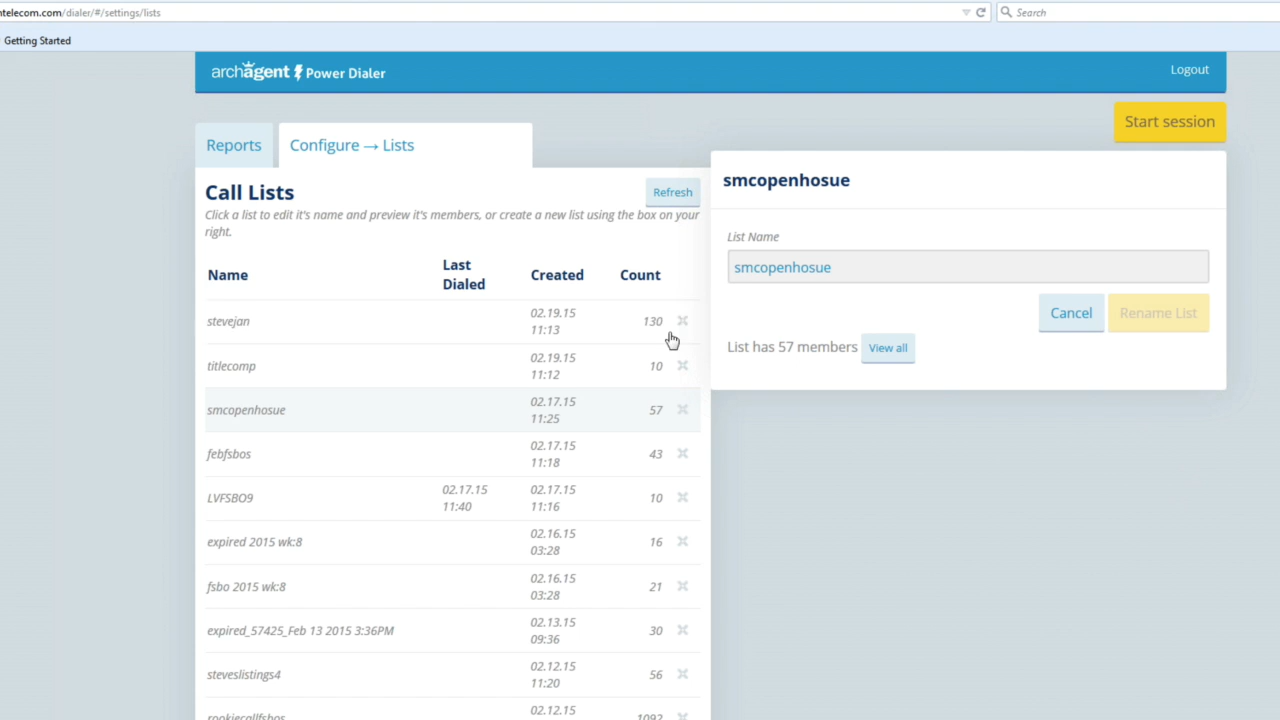 ntelecom.com/dialer/#/settings/lists
Search
Getting Started
archagent Power Dialer
Logout
Start session
Reports
Configure → Lists
Call Lists
Refresh
Click a list to edit it's name and preview it's members, or create a new list using the box on your
right.
Name Last Dialed Created Count
stevejan 02.19.15 11:13 130
titlecomp 02.19.15 11:12 10
smcopenhosue 02.17.15 11:25 57
febfsbos 02.17.15 11:18 43
LVFSBO9 02.17.15 11:40 02.17.15 11:16 10
expired 2015 wk:8 02.16.15 03:28 16
fsbo 2015 wk:8 02.16.15 03:28 21
expired_57425_Feb 13 2015 3:36PM 02.13.15 09:36 30
steveslistings4 02.12.15 11:20 56
rookiecallfsbos 02.12.15 1092
smcopenhosue
List Name
smcopenhosue
Cancel
Rename List
List has 57 members View all